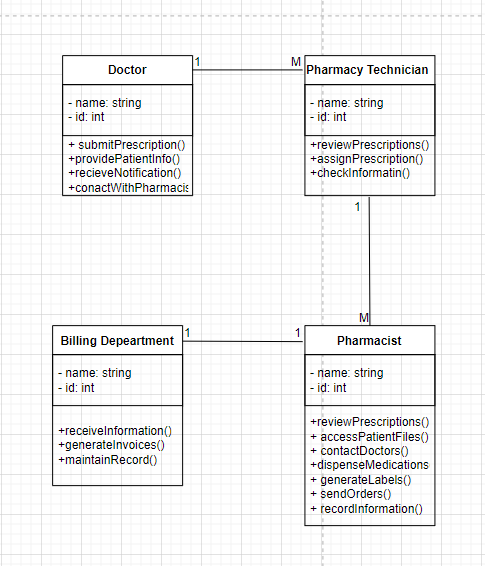 Doctor
- name: string
- id: int
+ submitPrescription()
+providePatientInfo()
+recieveNotification()
+conactWithPharmacis
1
M
Pharmacy Technician
- name: string
- id: int
+reviewPrescriptions()
+assignPrescription()
+checkInformatin()
1
M
Billing Depeartment
- name: string
- id: int
+receiveInformation()
+generateInvoices()
+maintainRecord()
1
1
Pharmacist
- name: string
- id: int
+reviewPrescriptions()
+ accessPatientFiles()
+ contactDoctors()
+dispenseMedications
+ generateLabels()
+ sendOrders()
+ recordInformation()